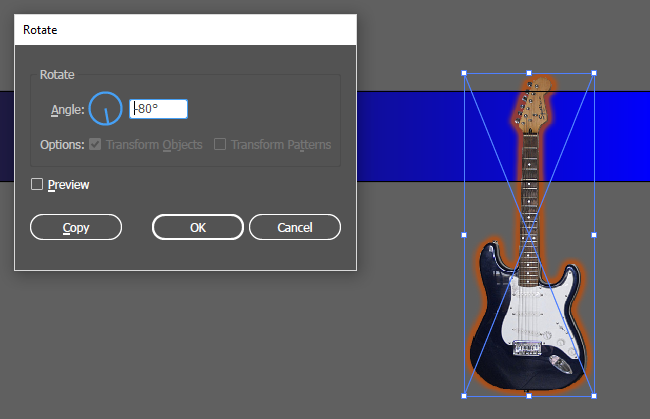 Rotate
Rotate
Angle: -80°
Options: Transform Objects Transform Patterns
Preview
Copy OK Cancel